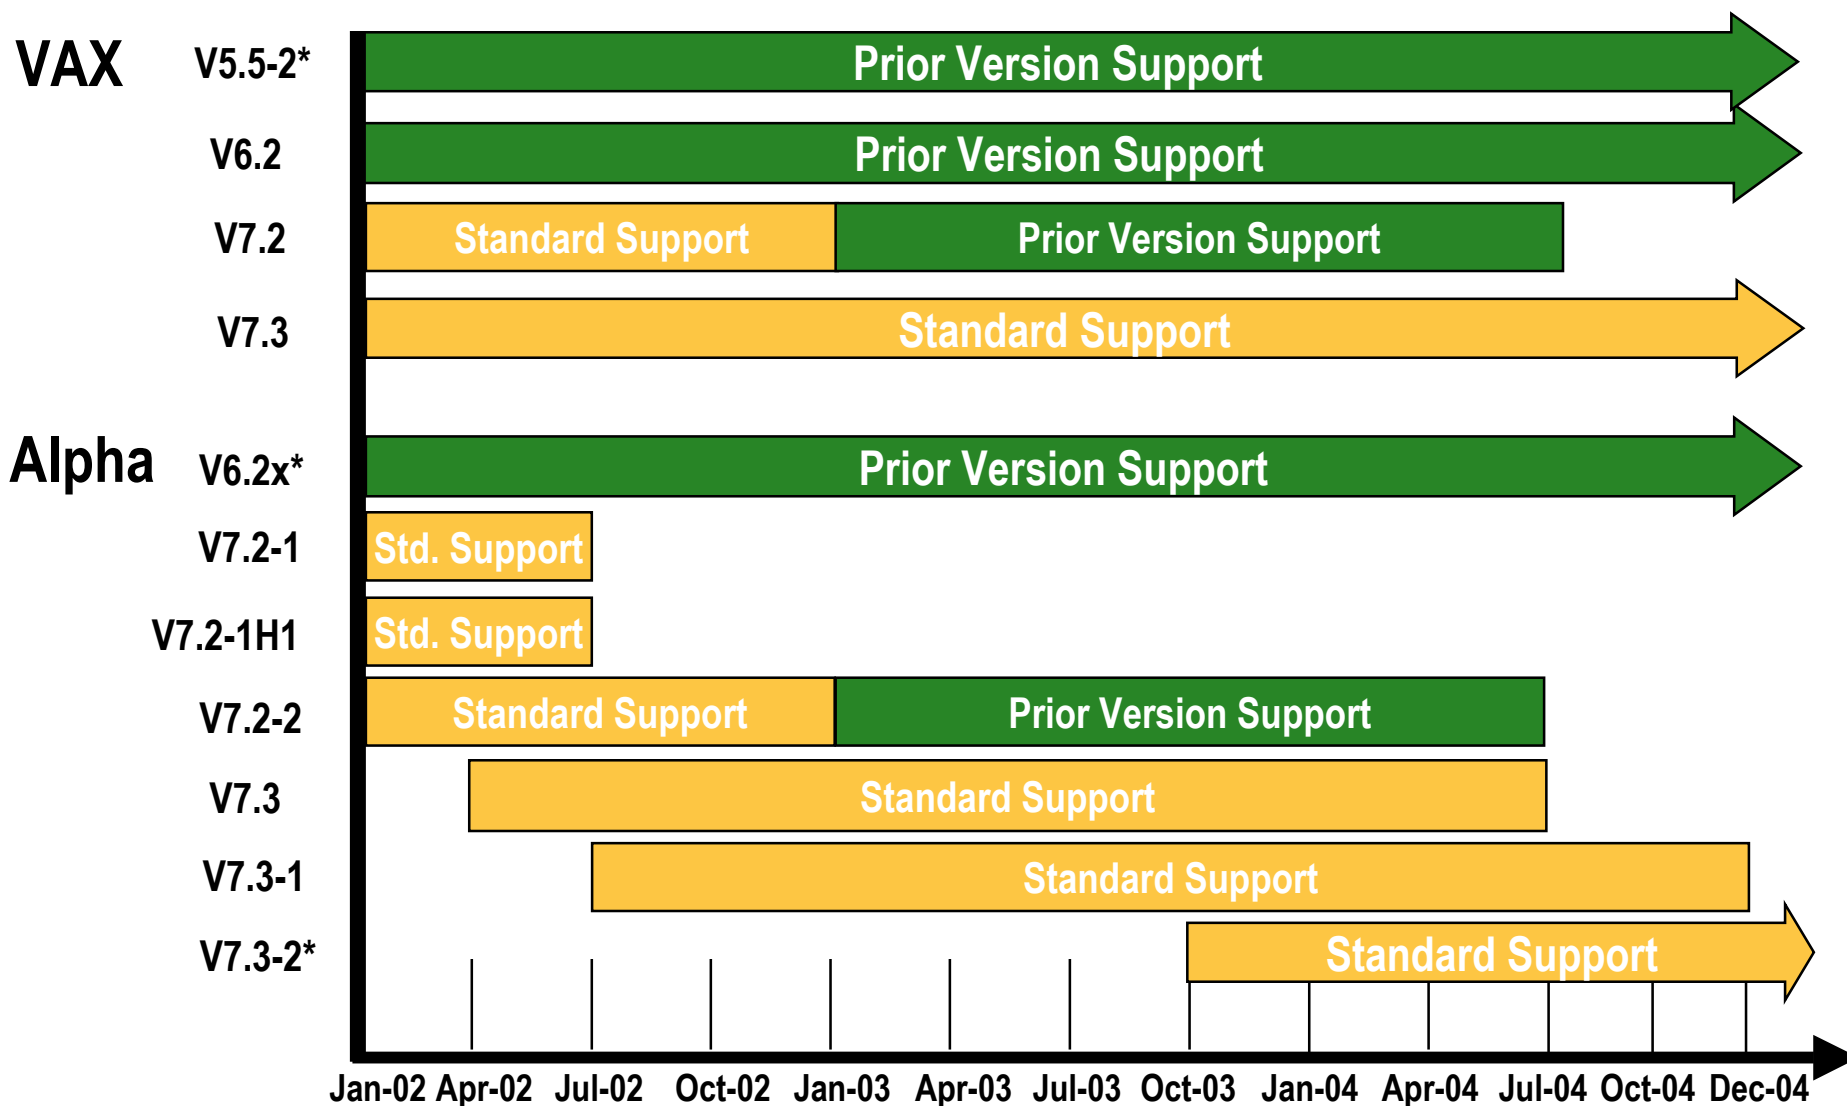 VAX V5.5-2* Prior Version Support
V6.2 Prior Version Support
V7.2 Standard Support Prior Version Support
V7.3 Standard Support
Alpha V6.2x* Prior Version Support
V7.2-1 Std. Support
V7.2-1H1 Std. Support
V7.2-2 Standard Support Prior Version Support
V7.3 Standard Support
V7.3-1 Standard Support
V7.3-2* Standard Support
Jan-02 Apr-02 Jul-02 Oct-02 Jan-03 Apr-03 Jul-03 Oct-03 Jan-04 Apr-04 Jul-04 Oct-04 Dec-04